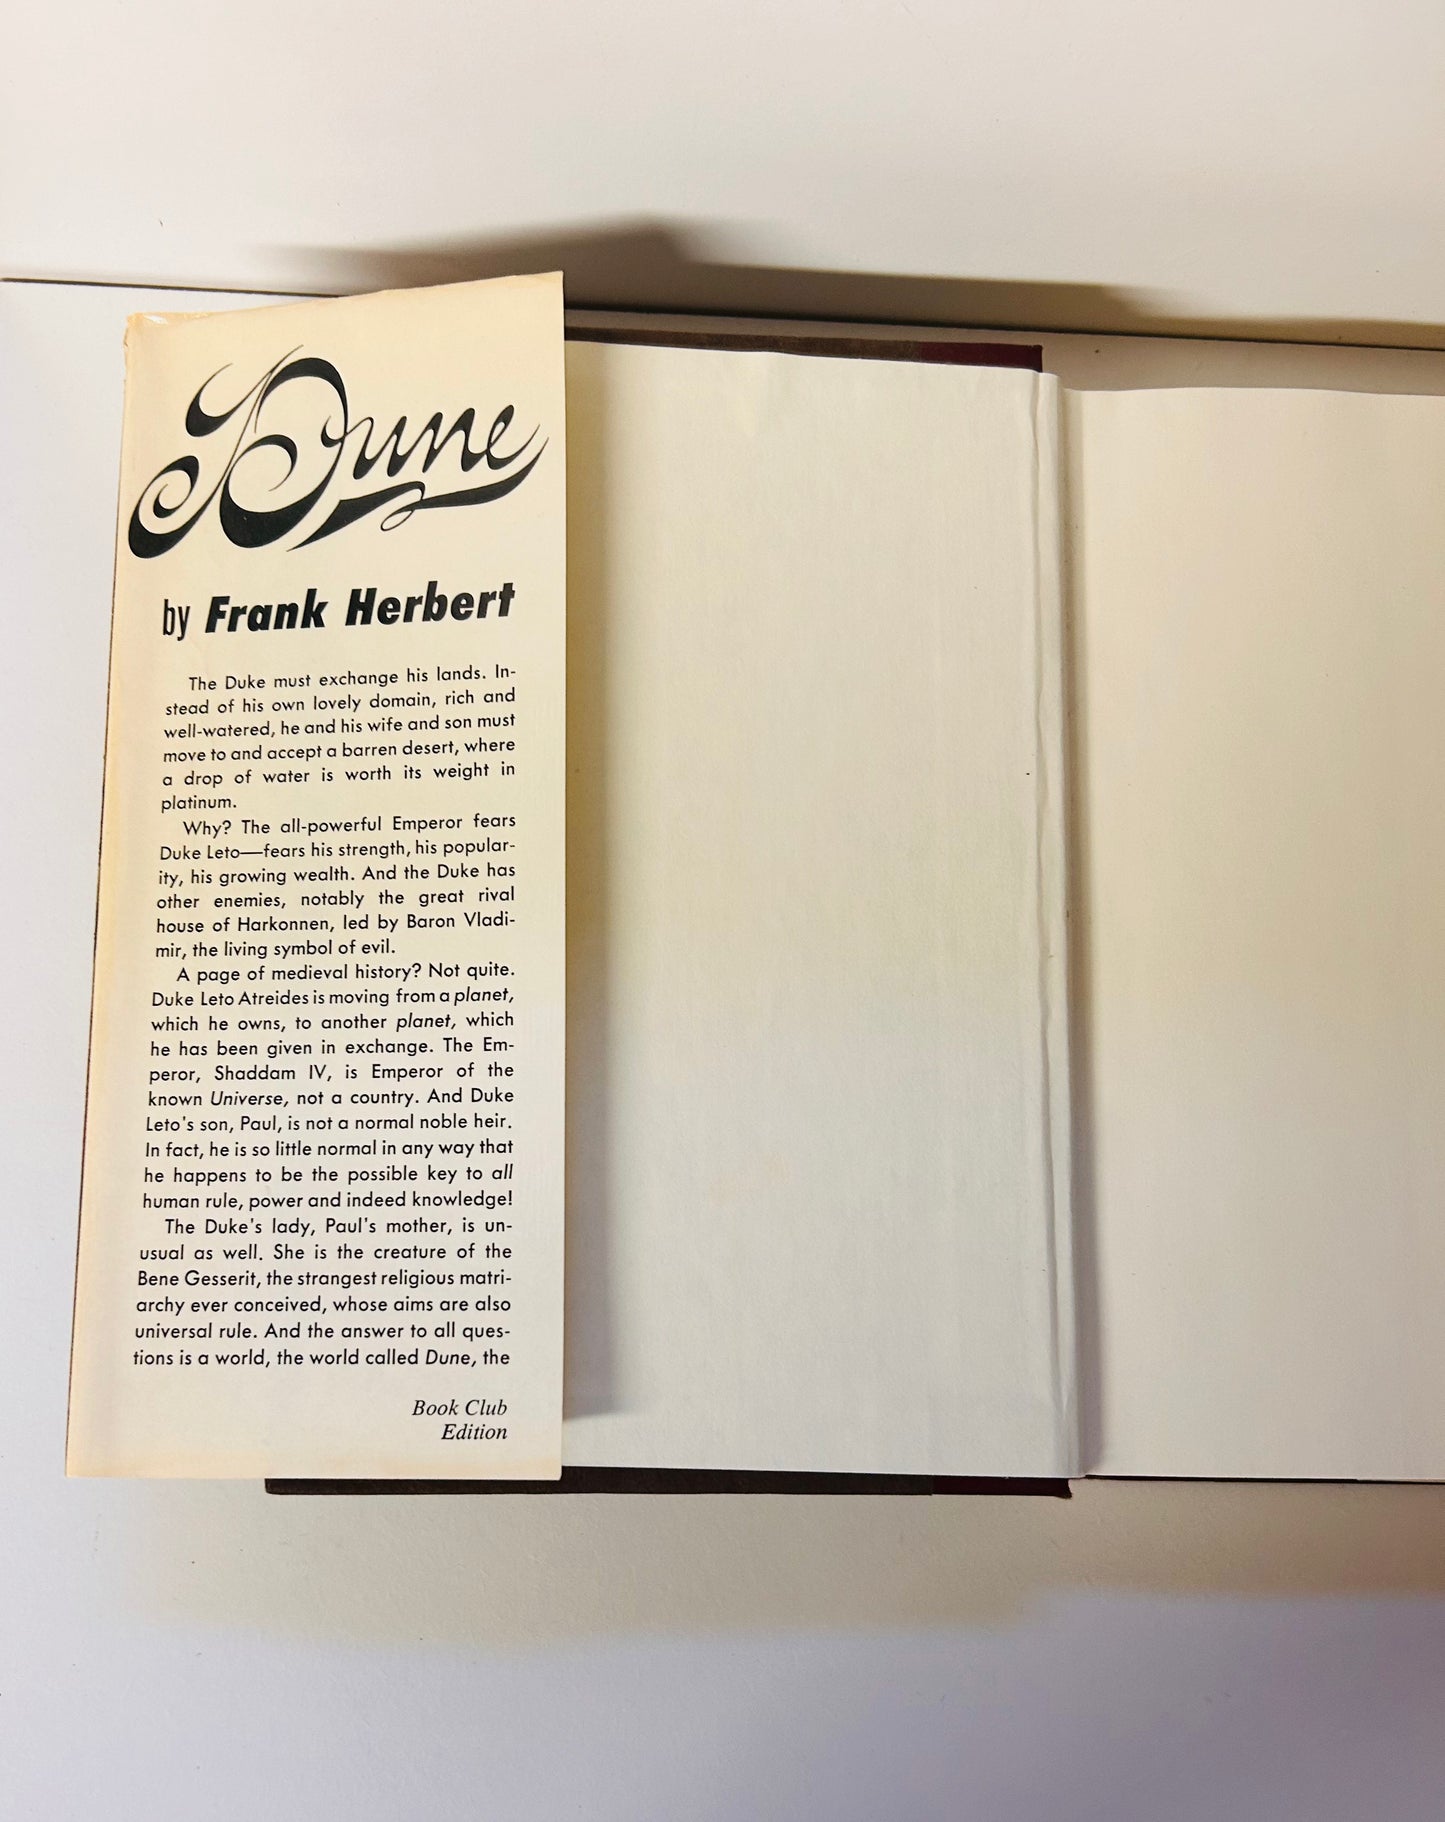 Dune
by Frank Herbert
The Duke must exchange his lands. In-
stead of his own lovely domain, rich and
well-watered, he and his wife and son must
move to and accept a barren desert, where
a drop of water is worth its weight in
platinum.
Why? The all-powerful Emperor fears
Duke Leto—fears his strength, his popular-
ity, his growing wealth. And the Duke has
other enemies, notably the great rival
house of Harkonnen, led by Baron Vladi-
mir, the living symbol of evil.
A page of medieval history? Not quite.
Duke Leto Atreides is moving from a planet,
which he owns, to another planet, which
he has been given in exchange. The Em-
peror, Shaddam IV, is Emperor of the
known Universe, not a country. And Duke
Leto's son, Paul, is not a normal noble heir.
In fact, he is so little normal in any way that
he happens to be the possible key to all
human rule, power and indeed knowledge!
The Duke's lady, Paul's mother, is un-
usual as well. She is the creature of the
Bene Gesserit, the strangest religious matri-
archy ever conceived, whose aims are also
universal rule. And the answer to all ques-
tions is a world, the world called Dune, the
Book Club
Edition